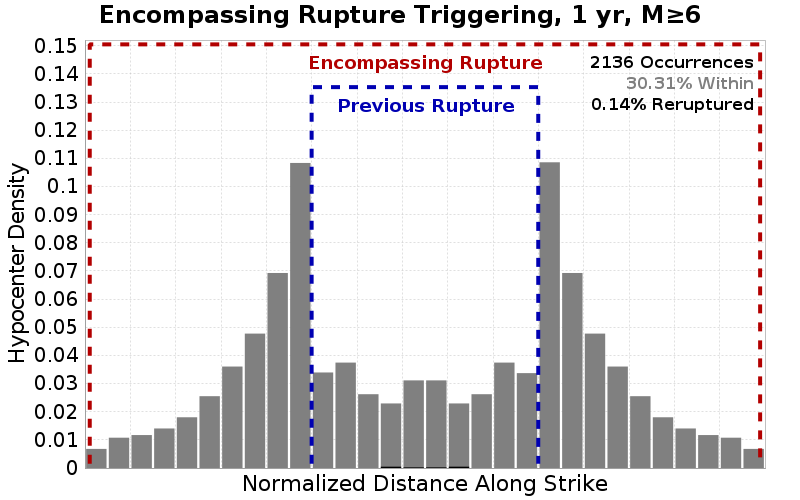 Encompassing Rupture Triggering, 1 yr, M≥6
0.15
0.14
0.13
0.12
0.11
0.1
0.09
0.08
0.07
0.06
0.05
0.04
0.03
0.02
0.01
0
Hypocenter Density
Encompassing Rupture
Previous Rupture
2136 Occurrences
30.31% Within
0.14% Reruptured
Normalized Distance Along Strike